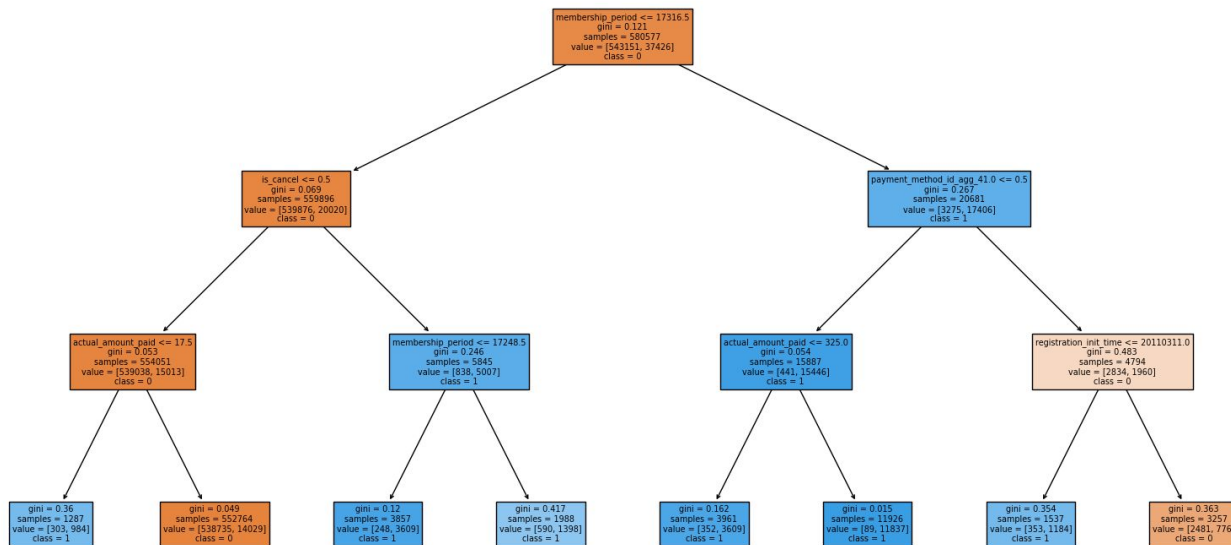 membership_period <= 17316.5
gini = 0.121
samples = 580577
value = [543151, 37426]
class = 0
is_cancel <= 0.5
gini = 0.069
samples = 559896
value = [539876, 20020]
class = 0
payment_method_id_agg_41.0 <= 0.5
gini = 0.267
samples = 20681
value = [3275, 17406]
class = 1
actual_amount_paid <= 17.5
gini = 0.053
samples = 554051
value = [539038, 15013]
class = 0
membership_period <= 17248.5
gini = 0.246
samples = 5845
value = [838, 5007]
class = 1
actual_amount_paid <= 325.0
gini = 0.054
samples = 15887
value = [441, 15446]
class = 1
registration_init_time <= 20110311.0
gini = 0.483
samples = 4794
value = [2834, 1960]
class = 0
gini = 0.36
samples = 1287
value = [303, 984]
class = 1
gini = 0.049
samples = 552764
value = [538735, 14029]
class = 0
gini = 0.12
samples = 3857
value = [248, 3609]
class = 1
gini = 0.417
samples = 1988
value = [590, 1398]
class = 1
gini = 0.162
samples = 3961
value = [352, 3609]
class = 1
gini = 0.015
samples = 11926
value = [89, 11837]
class = 1
gini = 0.354
samples = 1537
value = [353, 1184]
class = 1
gini = 0.363
samples = 3257
value = [2481, 776]
class = 0